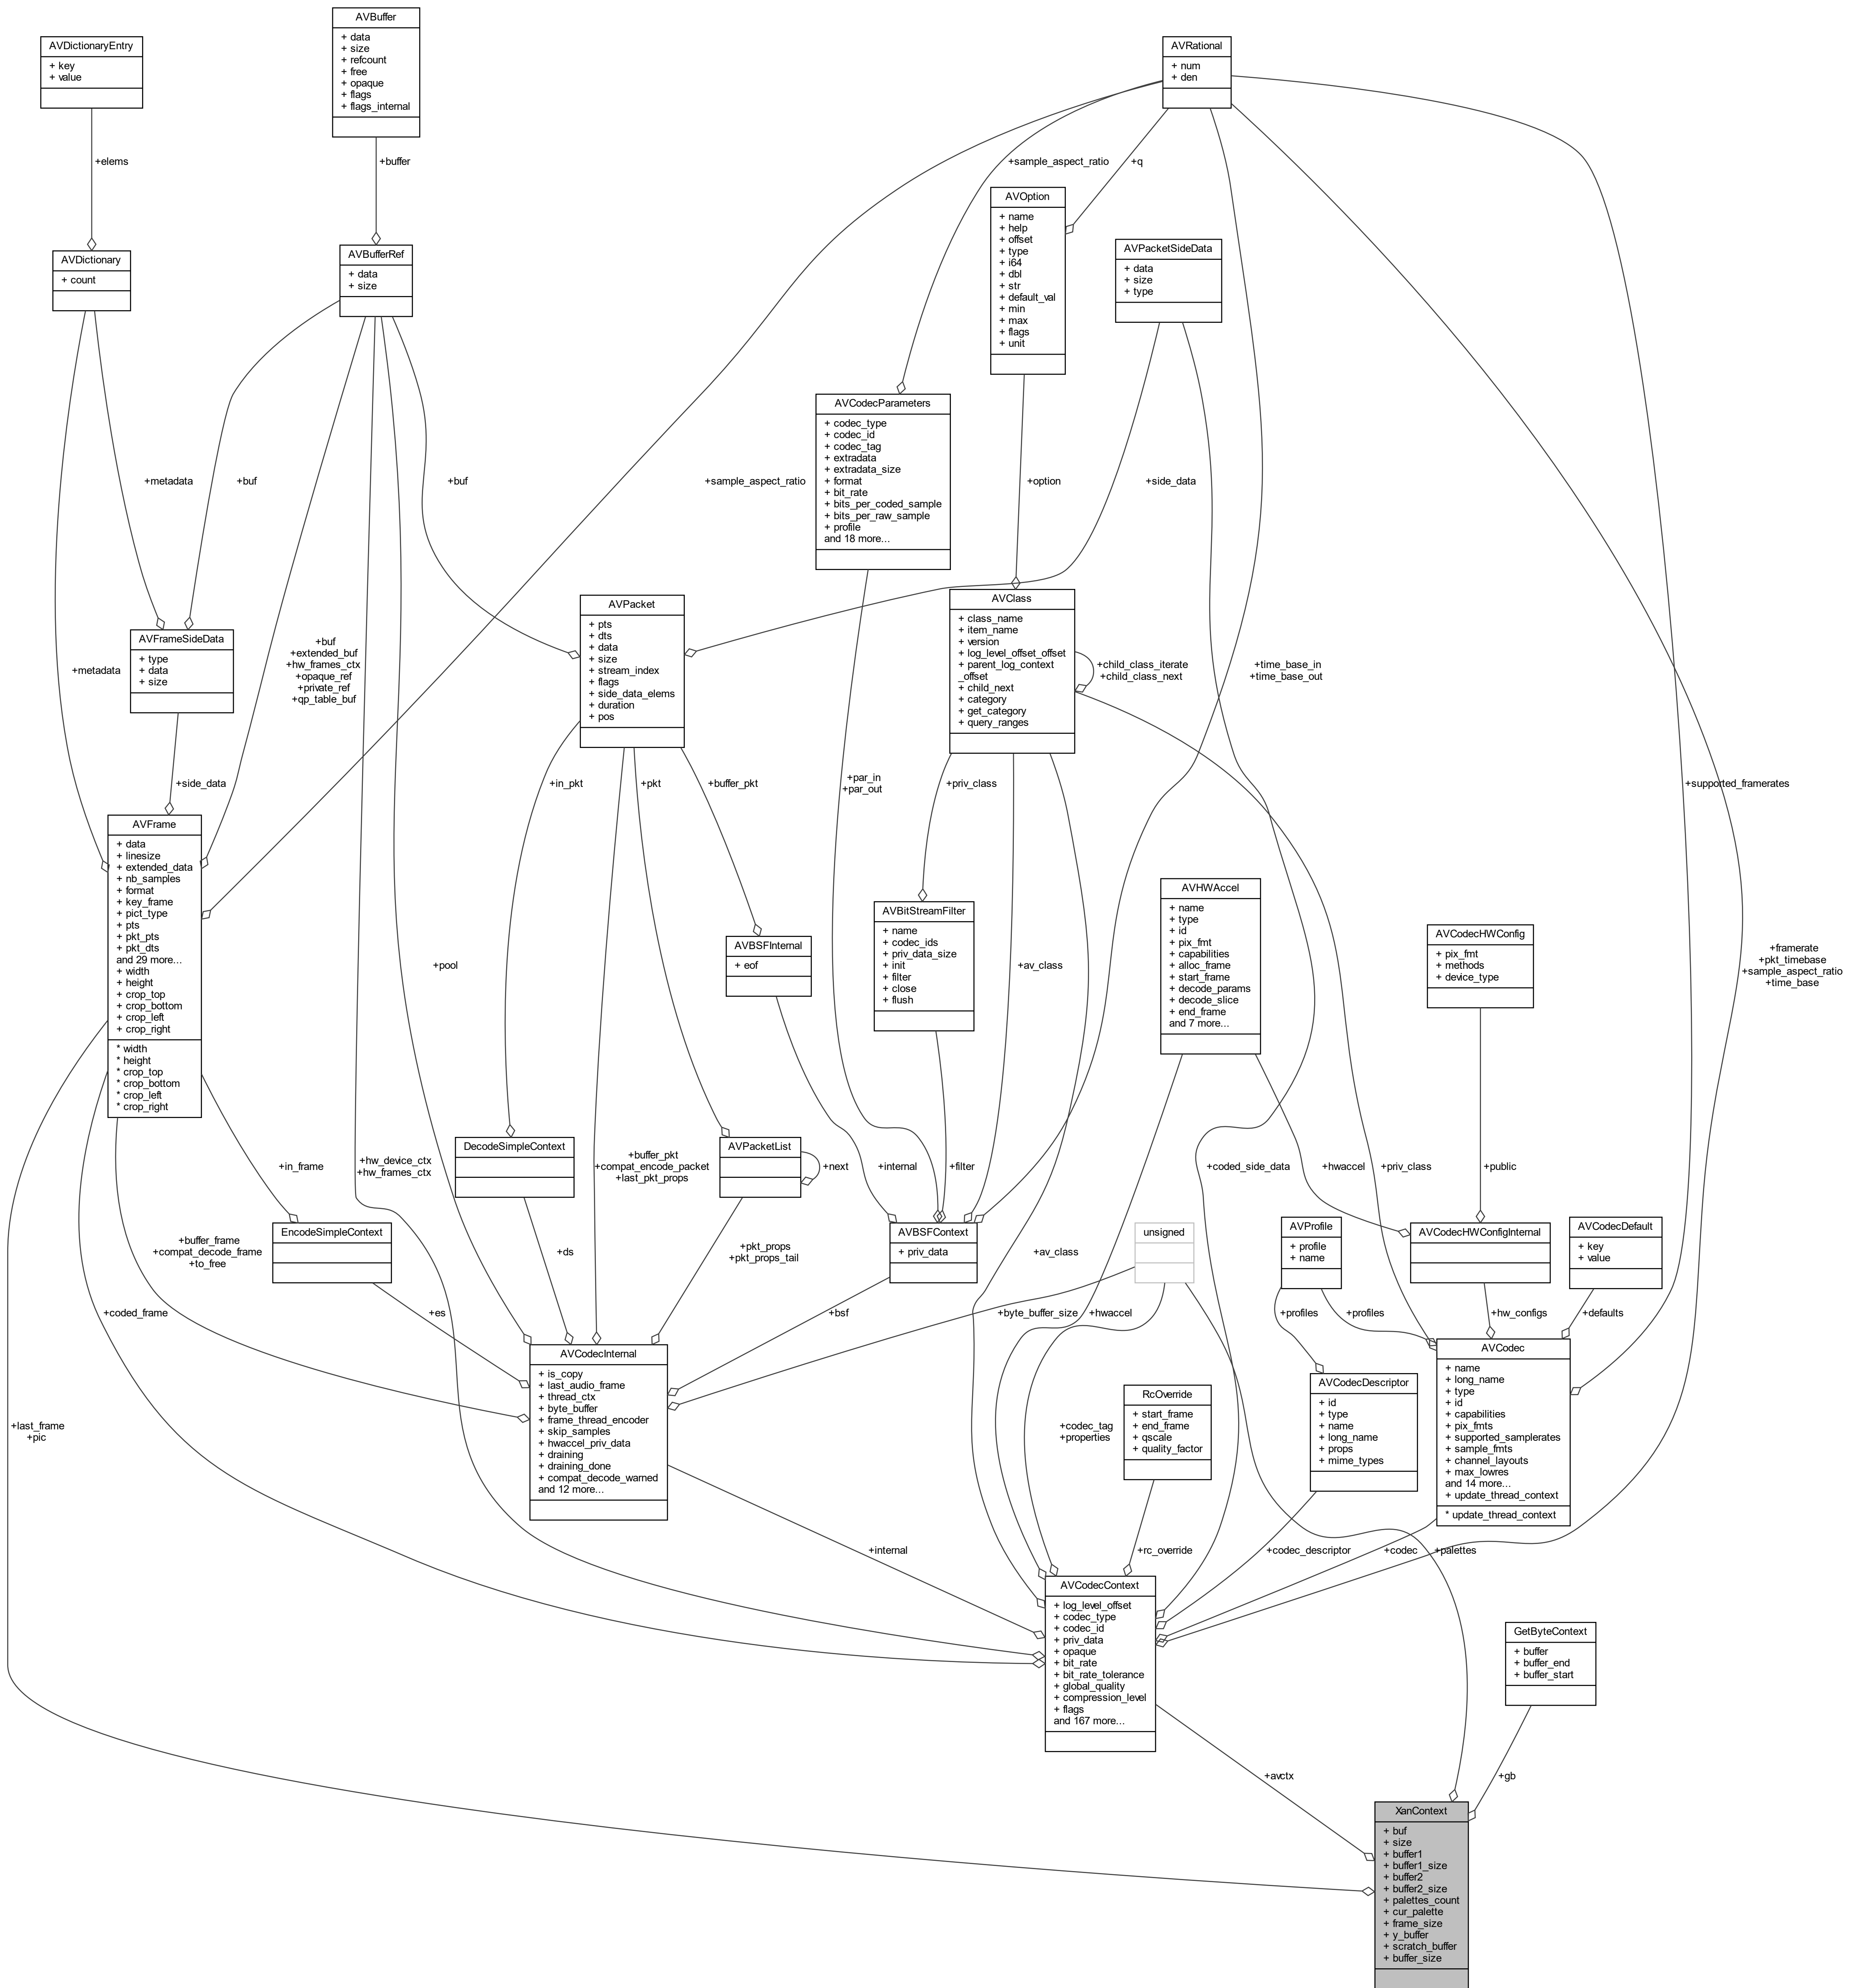 AVBuffer
+ data
+ size
+ refcount
+ free
+ opaque
+ flags
+ flags_internal
AVDictionaryEntry
+ key
+ value
AVRational
+ num
+ den
+elems
+buffer
+sample_aspect_ratio
+q
AVOption
+ name
+ help
+ offset
+ type
+ i64
+ dbl
+ str
+ default_val
+ min
+ max
+ flags
+ unit
AVPacketSideData
+ data
+ size
+ type
AVDictionary
+ count
AVBufferRef
+ data
+ size
AVCodecParameters
+ codec_type
+ codec_id
+ codec_tag
+ extradata
+ extradata_size
+ format
+ bit_rate
+ bits_per_coded_sample
+ bits_per_raw_sample
+ profile
and 18 more...
+metadata
+buf
+buf
+sample_aspect_ratio
+option
+side_data
AVPacket
+ pts
+ dts
+ data
+ size
+ stream_index
+ flags
+ side_data_elems
+ duration
+ pos
AVClass
+ class_name
+ item_name
+ version
+ log_level_offset_offset
+ parent_log_context
_offset
+ child_next
+ category
+ get_category
+ query_ranges
+child_class_iterate
+child_class_next
+time_base_in
+time_base_out
AVFrameSideData
+ type
+ data
+ size
+metadata
+buf
+extended_buf
+hw_frames_ctx
+opaque_ref
+private_ref
+qp_table_buf
+side_data
+in_pkt
+pkt
+buffer_pkt
+par_in
+par_out
+priv_class
+supported_framerates
AVFrame
+ data
+ linesize
+ extended_data
+ nb_samples
+ format
+ key_frame
+ pict_type
+ pts
+ pkt_pts
+ pkt_dts
and 29 more...
+ width
+ height
+ crop_top
+ crop_bottom
+ crop_left
+ crop_right
* width
* height
* crop_top
* crop_bottom
* crop_left
* crop_right
+pool
AVBSFInternal
+ eof
AVBitStreamFilter
+ name
+ codec_ids
+ priv_data_size
+ init
+ filter
+ close
+ flush
+av_class
AVHWAccel
+ name
+ type
+ id
+ pix_fmt
+ capabilities
+ alloc_frame
+ start_frame
+ decode_params
+ decode_slice
+ end_frame
and 7 more...
AVCodecHWConfig
+ pix_fmt
+ methods
+ device_type
+framerate
+pkt_timebase
+sample_aspect_ratio
+time_base
+in_frame
+hw_device_ctx
+hw_frames_ctx
DecodeSimpleContext
+buffer_pkt
+compat_encode_packet
+last_pkt_props
AVPacketList
+next
+internal
+filter
+coded_side_data
+hwaccel
+priv_class
+public
+buffer_frame
+compat_decode_frame
+to_free
EncodeSimpleContext
+ds
+pkt_props
+pkt_props_tail
AVBSFContext
+ priv_data
+av_class
unsigned
AVProfile
+ profile
+ name
AVCodecHWConfigInternal
AVCodecDefault
+ key
+ value
+coded_frame
+es
+bsf
+byte_buffer_size
+hwaccel
+profiles
+profiles
+hw_configs
+defaults
AVCodecInternal
+ is_copy
+ last_audio_frame
+ thread_ctx
+ byte_buffer
+ frame_thread_encoder
+ skip_samples
+ hwaccel_priv_data
+ draining
+ draining_done
+ compat_decode_warned
and 12 more...
+last_frame
+pic
+codec_tag
+properties
RcOverride
+ start_frame
+ end_frame
+ qscale
+ quality_factor
AVCodecDescriptor
+ id
+ type
+ name
+ long_name
+ props
+ mime_types
AVCodec
+ name
+ long_name
+ type
+ id
+ capabilities
+ pix_fmts
+ supported_samplerates
+ sample_fmts
+ channel_layouts
+ max_lowres
and 14 more...
+ update_thread_context
* update_thread_context
+internal
+rc_override
+codec_descriptor
+codec
+palettes
AVCodecContext
+ log_level_offset
+ codec_type
+ codec_id
+ priv_data
+ opaque
+ bit_rate
+ bit_rate_tolerance
+ global_quality
+ compression_level
+ flags
and 167 more...
GetByteContext
+ buffer
+ buffer_end
+ buffer_start
+avctx
+gb
XanContext
+ buf
+ size
+ buffer1
+ buffer1_size
+ buffer2
+ buffer2_size
+ palettes_count
+ cur_palette
+ frame_size
+ y_buffer
+ scratch_buffer
+ buffer_size